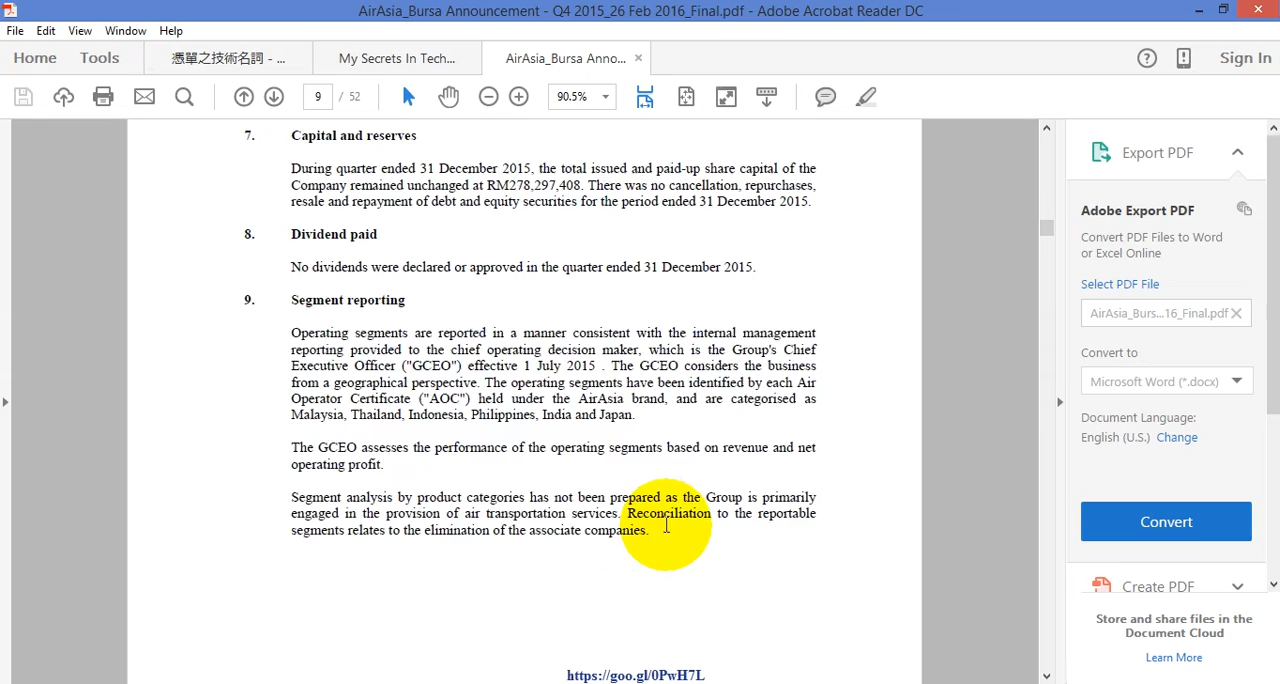 AirAsia_Bursa Announcement - Q4 2015_26 Feb 2016_Final.pdf - Adobe Acrobat Reader DC
File Edit View Window Help
Home Tools 憑單之技術名詞 - ... My Secrets In Tech... AirAsia_Bursa Anno... × Sign In
9 / 52 90.5%
7. Capital and reserves
During quarter ended 31 December 2015, the total issued and paid-up share capital of the
Company remained unchanged at RM278,297,408. There was no cancellation, repurchases,
resale and repayment of debt and equity securities for the period ended 31 December 2015.
8. Dividend paid
No dividends were declared or approved in the quarter ended 31 December 2015.
9. Segment reporting
Operating segments are reported in a manner consistent with the internal management
reporting provided to the chief operating decision maker, which is the Group's Chief
Executive Officer ("GCEO") effective 1 July 2015 . The GCEO considers the business
from a geographical perspective. The operating segments have been identified by each Air
Operator Certificate ("AOC") held under the AirAsia brand, and are categorised as
Malaysia, Thailand, Indonesia, Philippines, India and Japan.
The GCEO assesses the performance of the operating segments based on revenue and net
operating profit.
Segment analysis by product categories has not been prepared as the Group is primarily
engaged in the provision of air transportation services. Reconciliation to the reportable
segments relates to the elimination of the associate companies.
https://goo.gl/0PwH7L
Export PDF
Adobe Export PDF
Convert PDF Files to Word
or Excel Online
Select PDF File
AirAsia_Burs...16_Final.pdf
Convert to
Microsoft Word (*.docx)
Document Language:
English (U.S.) Change
Convert
Create PDF
Store and share files in the
Document Cloud
Learn More